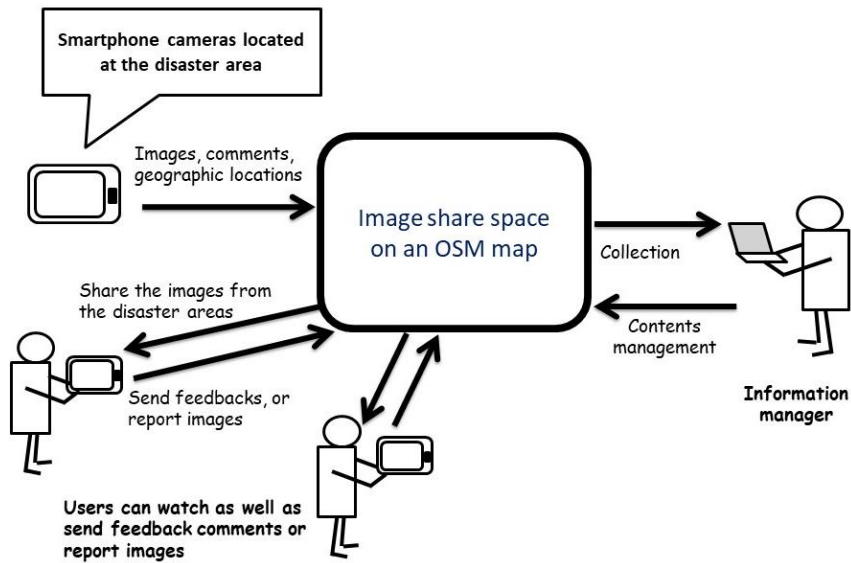 Smartphone cameras located
at the disaster area
Images, comments,
geographic locations
Image share space
on an OSM map
Collection
Contents
management
Information
manager
Share the images from
the disaster areas
Send feedbacks, or
report images
Users can watch as well as
send feedback comments or
report images